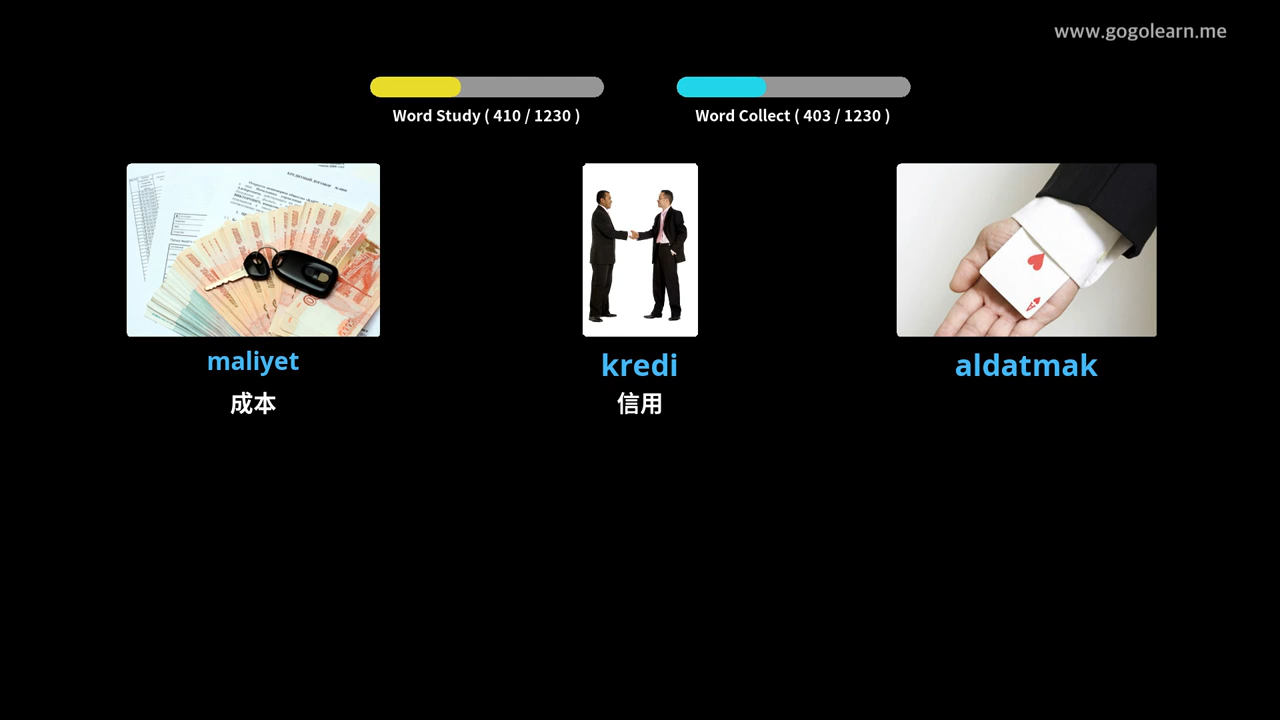 www.gogolearn.me
Word Study ( 410 / 1230 )
Word Collect ( 403 / 1230 )
maliyet
kredi
aldatmak
成本
信用
A